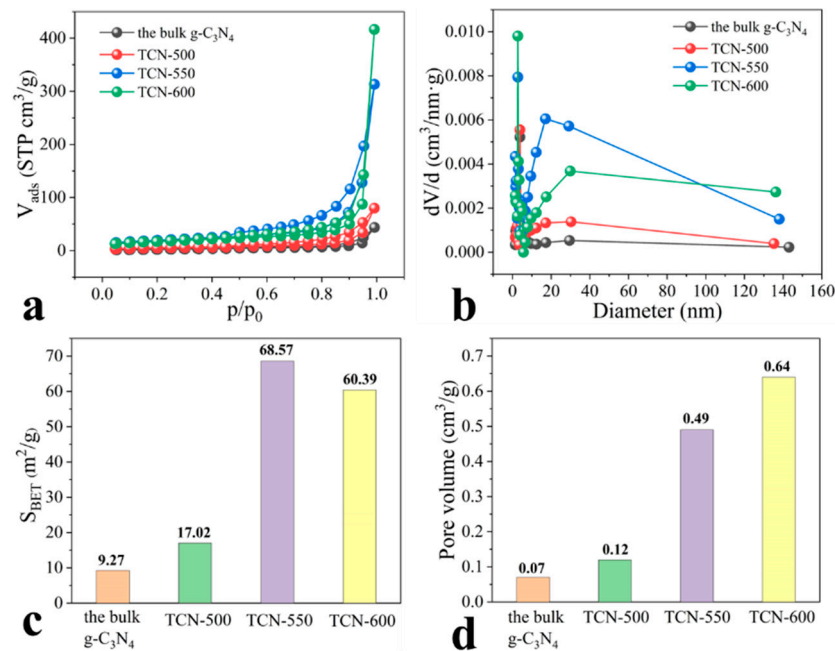 the bulk g-C₃N₄
TCN-500
TCN-550
TCN-600
400
300
200
100
0
V_ads (STP cm³/g)
0.0 0.2 0.4 0.6 0.8 1.0
p/p₀
a
the bulk g-C₃N₄
TCN-500
TCN-550
TCN-600
0.010
0.008
0.006
0.004
0.002
0.000
dV/d (cm³/nm·g)
0 20 40 60 80 100 120 140 160
Diameter (nm)
b
70
60
50
40
30
20
10
0
S_BET (m²/g)
9.27
17.02
68.57
60.39
the bulk
g-C₃N₄
TCN-500
TCN-550
TCN-600
c
0.7
0.6
0.5
0.4
0.3
0.2
0.1
0.0
Pore volume (cm³/g)
0.07
0.12
0.49
0.64
the bulk
g-C₃N₄
TCN-500
TCN-550
TCN-600
d